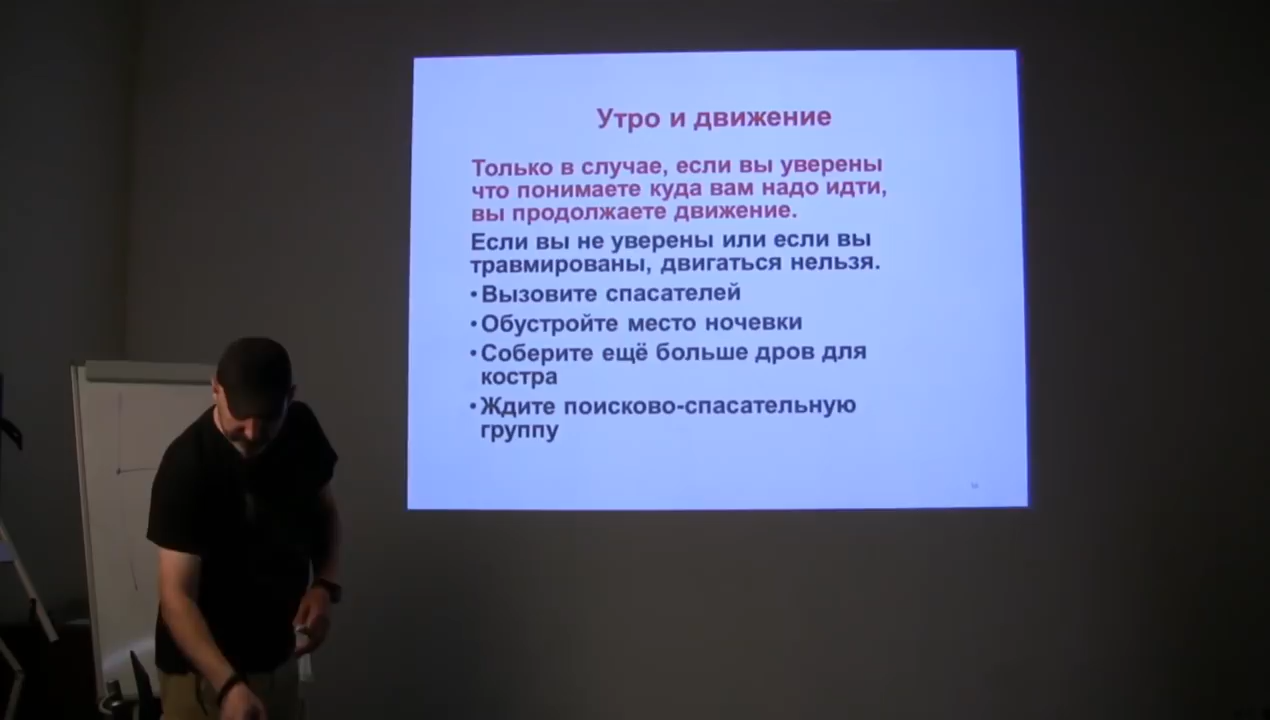 Утро и движение
Только в случае, если вы уверены
что понимаете куда вам надо идти,
вы продолжаете движение.
Если вы не уверены или если вы
травмированы, двигаться нельзя.
•Вызовите спасателей
•Обустройте место ночевки
•Соберите ещё больше дров для
костра
•Ждите поисково-спасательную
группу